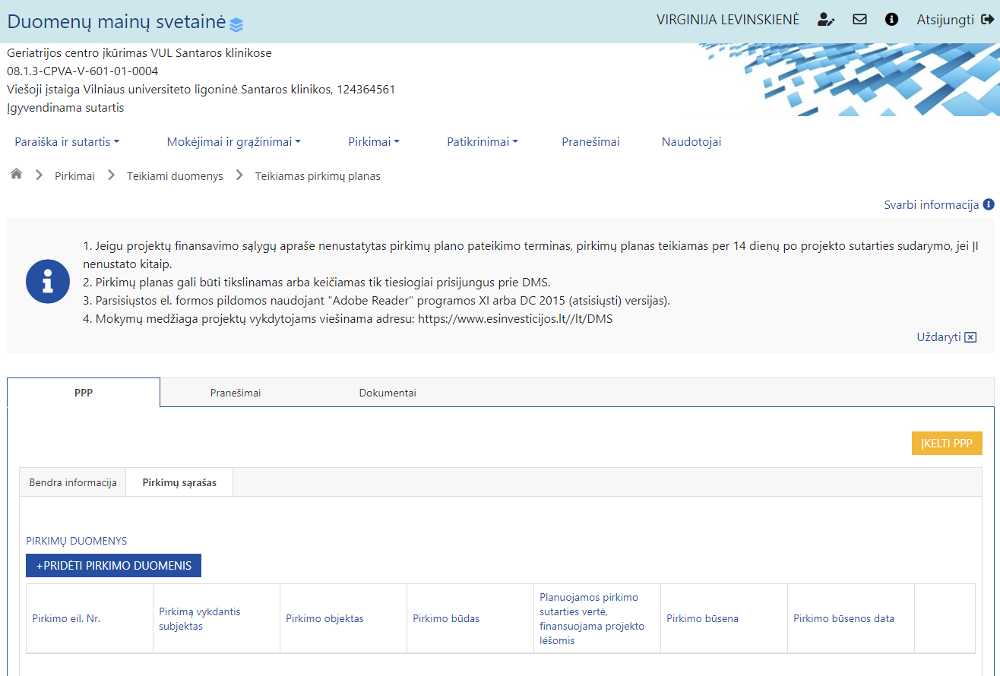 Duomenų mainų svetainė
VIRGINIJA LEVINSKIENĖ
Atsijungti
Geriatrijos centro įkūrimas VUL Santaros klinikose
08.1.3-CPVA-V-601-01-0004
Viešoji įstaiga Vilniaus universiteto ligoninė Santaros klinikos, 124364561
Įgyvendinama sutartis
Paraiška ir sutartis
Mokėjimai ir grąžinimai
Pirkimai
Patikrinimai
Pranešimai
Naudotojai
Pirkimai
Teikiami duomenys
Teikiamas pirkimų planas
Svarbi informacija
1. Jeigu projektų finansavimo sąlygų apraše nenustatytas pirkimų plano pateikimo terminas, pirkimų planas teikiamas per 14 dienų po projekto sutarties sudarymo, jei ĮI
nenustato kitaip.
2. Pirkimų planas gali būti tikslinamas arba keičiamas tik tiesiogiai prisijungus prie DMS.
3. Parsisiųstos el. formos pildomos naudojant "Adobe Reader" programos XI arba DC 2015 (atsisiųsti) versijas).
4. Mokymų medžiaga projektų vykdytojams viešinama adresu: https://www.esinvesticijos.lt//lt/DMS
Uždaryti
PPP
Pranešimai
Dokumentai
ĮKELTI PPP
Bendra informacija
Pirkimų sąrašas
PIRKIMŲ DUOMENYS
+PRIDĖTI PIRKIMO DUOMENIS
Pirkimo eil. Nr.
Pirkimą vykdantis
subjektas
Pirkimo objektas
Pirkimo būdas
Planuojamos pirkimo
sutarties vertė,
finansuojama projekto
lėšomis
Pirkimo būsena
Pirkimo būsenos data